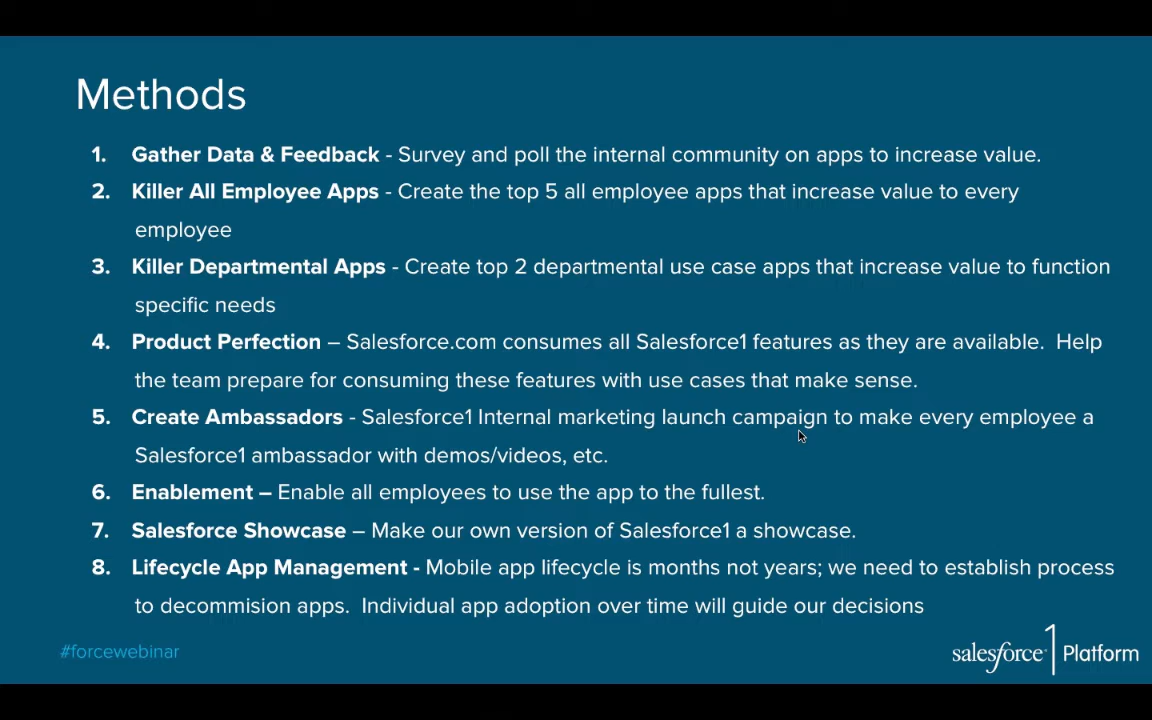 Methods
1. Gather Data & Feedback - Survey and poll the internal community on apps to increase value.
2. Killer All Employee Apps - Create the top 5 all employee apps that increase value to every
employee
3. Killer Departmental Apps - Create top 2 departmental use case apps that increase value to function
specific needs
4. Product Perfection – Salesforce.com consumes all Salesforce1 features as they are available.  Help
the team prepare for consuming these features with use cases that make sense.
5. Create Ambassadors - Salesforce1 Internal marketing launch campaign to make every employee a
Salesforce1 ambassador with demos/videos, etc.
6. Enablement – Enable all employees to use the app to the fullest.
7. Salesforce Showcase – Make our own version of Salesforce1 a showcase.
8. Lifecycle App Management - Mobile app lifecycle is months not years; we need to establish process
to decommision apps.  Individual app adoption over time will guide our decisions
#forcewebinar
salesforce1 Platform